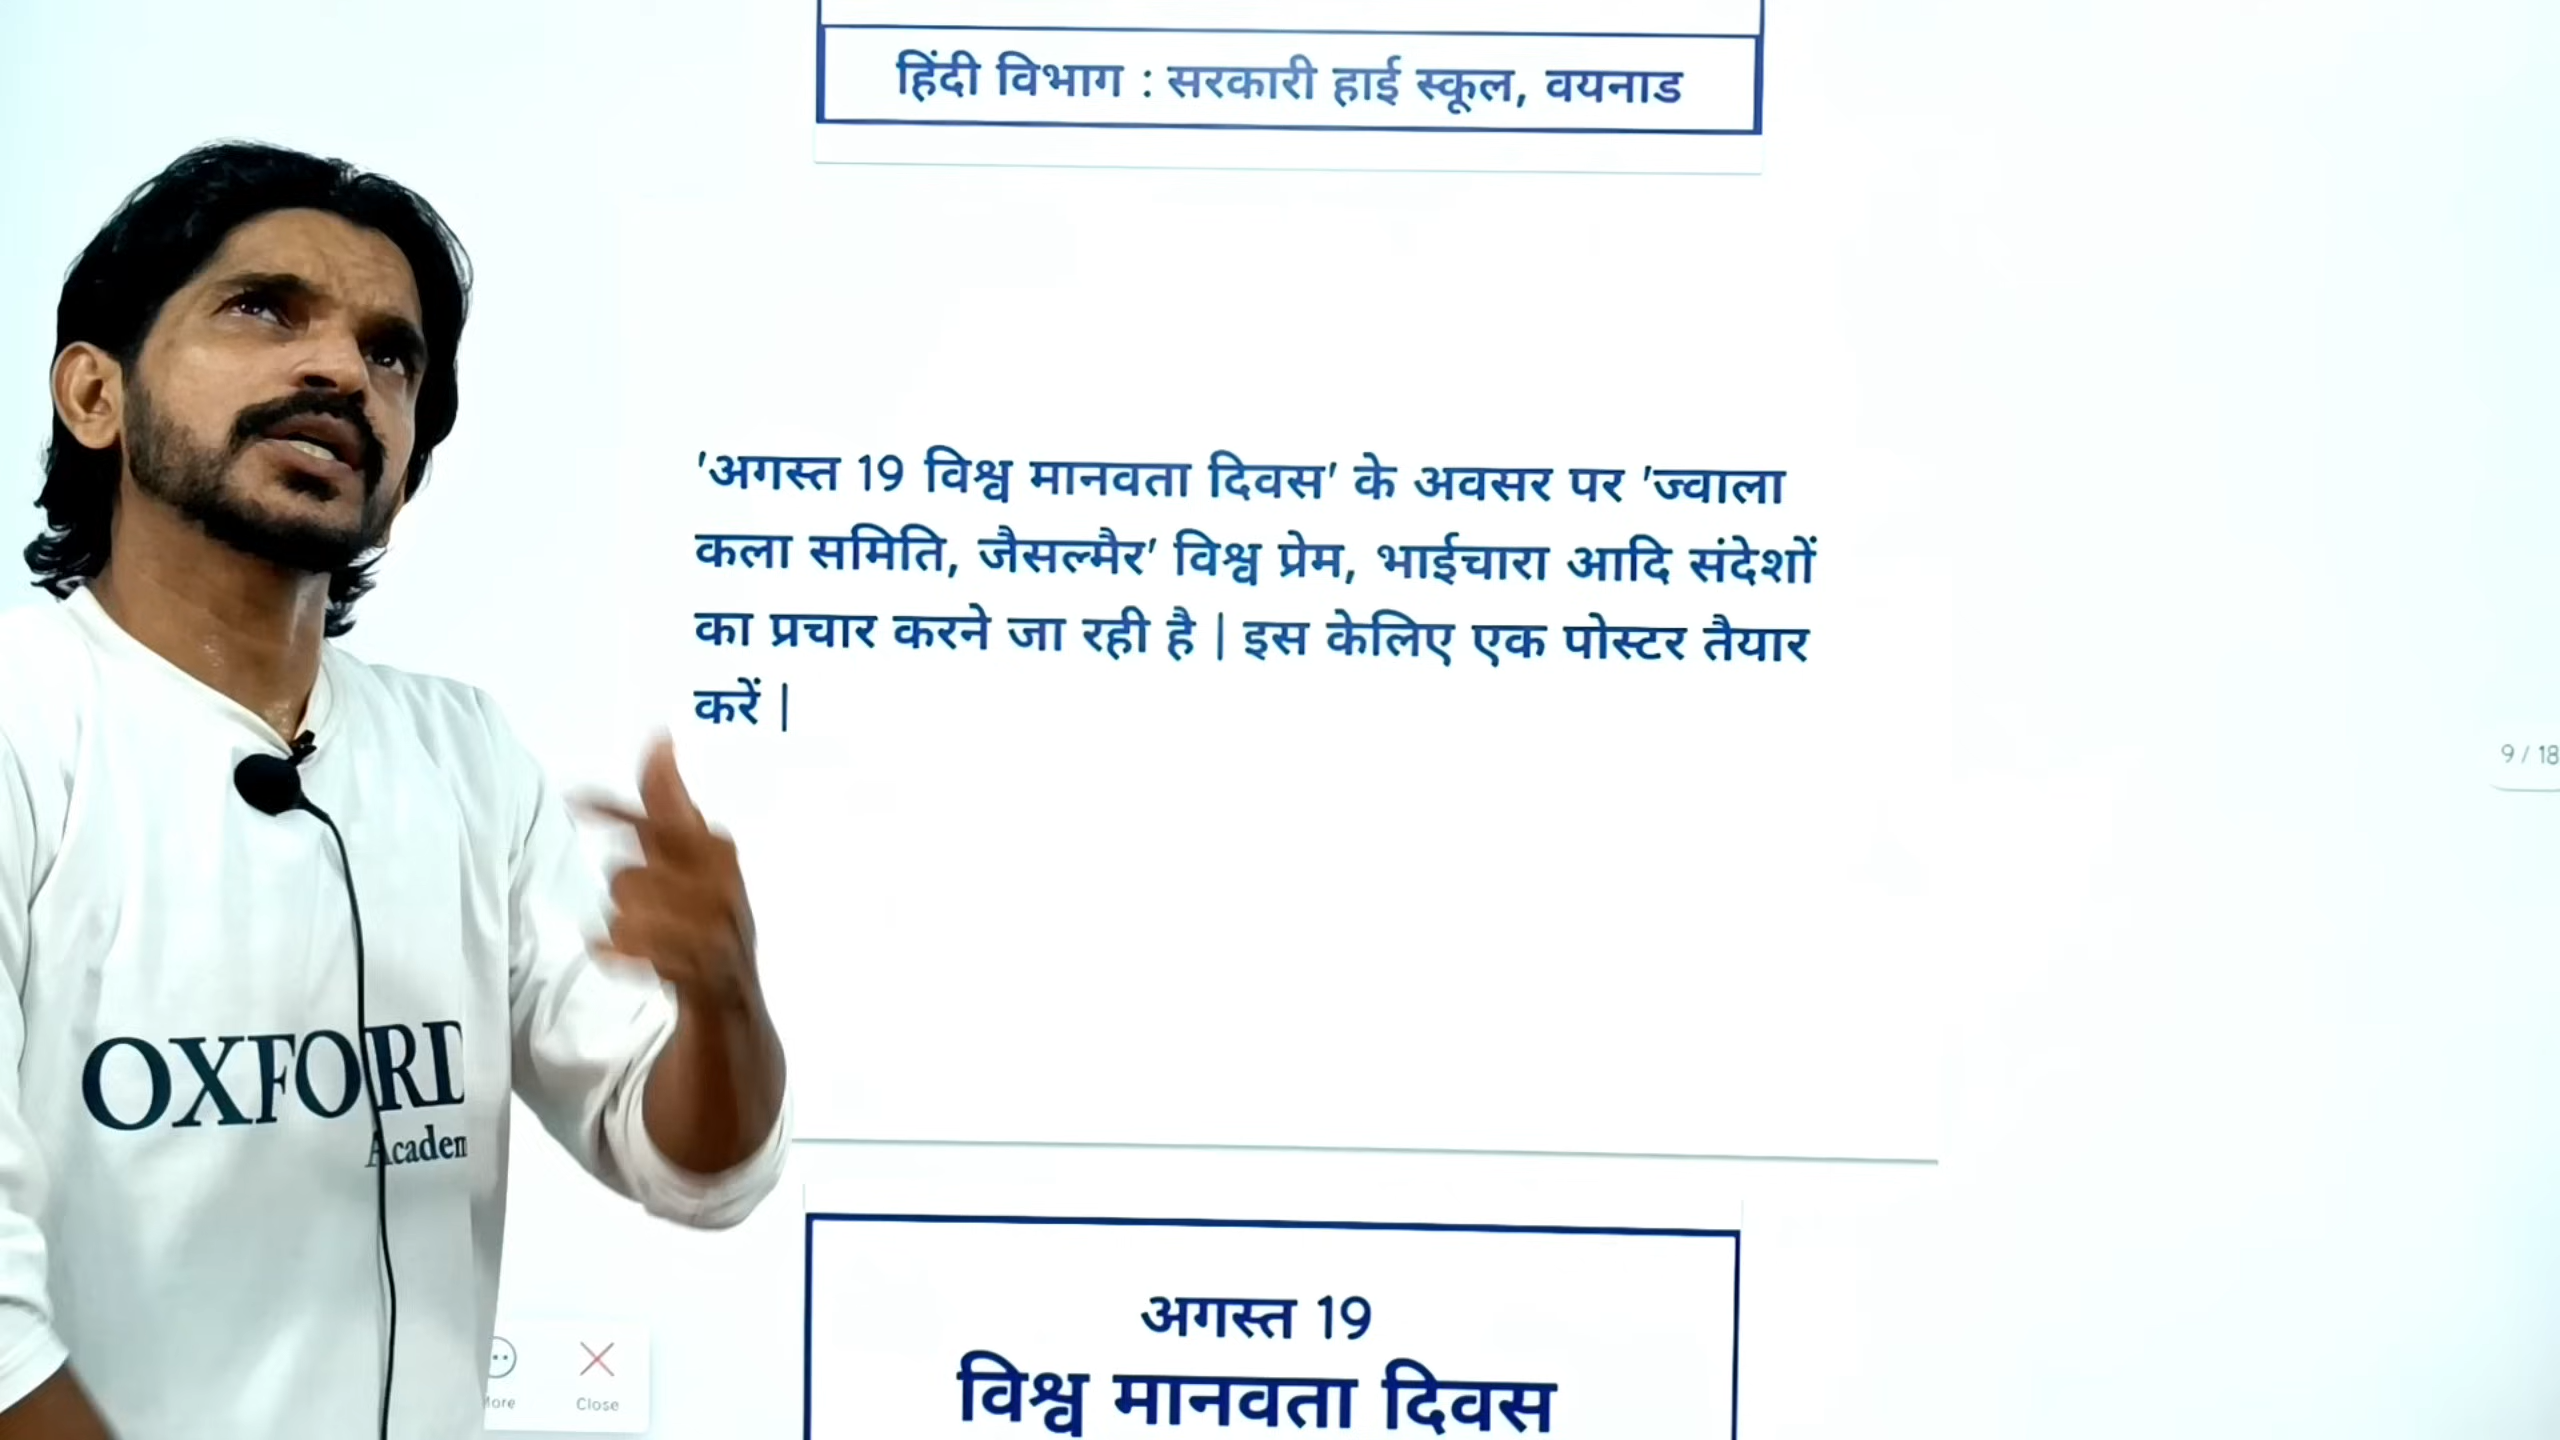 हिंदी विभाग : सरकारी हाई स्कूल, वयनाड
'अगस्त 19 विश्व मानवता दिवस' के अवसर पर 'ज्वाला
कला समिति, जैसल्मैर' विश्व प्रेम, भाईचारा आदि संदेशों
का प्रचार करने जा रही है | इस केलिए एक पोस्टर तैयार
करें |
9 / 18
OXFORD
Academ
अगस्त 19
विश्व मानवता दिवस
More
Close